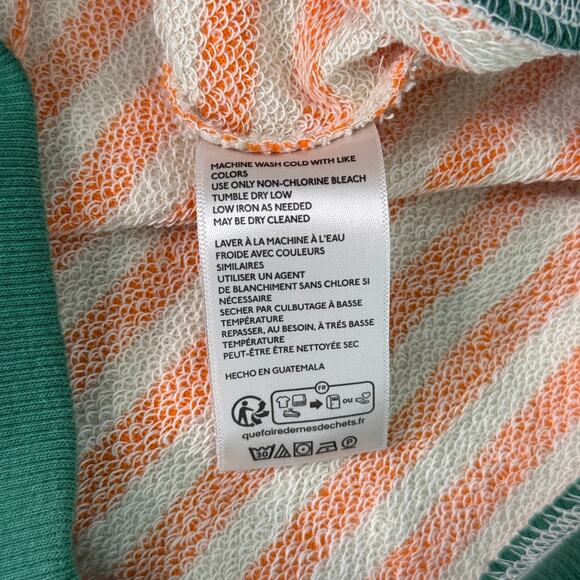 MACHINE WASH COLD WITH LIKE
COLORS
USE ONLY NON-CHLORINE BLEACH
TUMBLE DRY LOW
LOW IRON AS NEEDED
MAY BE DRY CLEANED
LAVER À LA MACHINE À L'EAU
FROIDE AVEC COULEURS
SIMILAIRES
UTILISER UN AGENT
DE BLANCHIMENT SANS CHLORE SI
NÉCESSAIRE
SECHER PAR CULBUTAGE À BASSE
TEMPÉRATURE
REPASSER, AU BESOIN, À TRÉS BASSE
TEMPÉRATURE
PEUT-ÊTRE ÊTRE NETTOYÉE SEC
HECHO EN GUATEMALA
FR
OU
quefairedemesdechets.fr
30 P